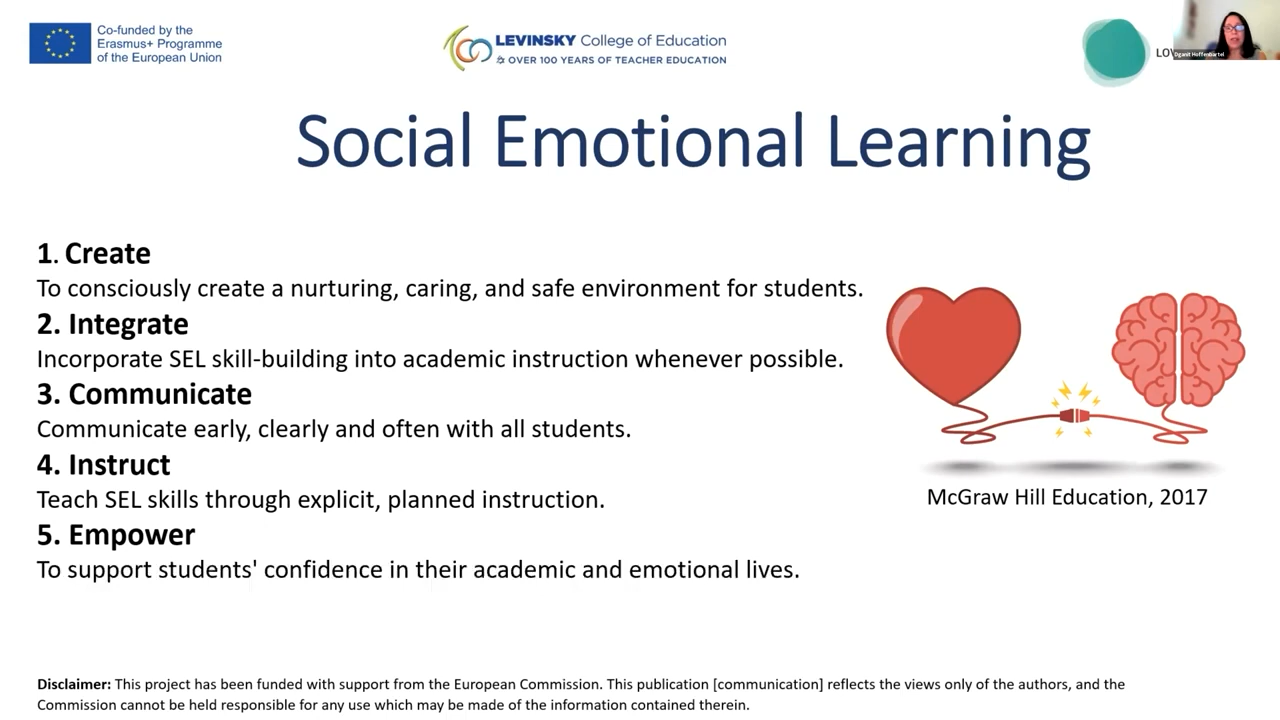 Co-funded by the
Erasmus+ Programme
of the European Union
LEVINSKY College of Education
OVER 100 YEARS OF TEACHER EDUCATION
Social Emotional Learning
1. Create
To consciously create a nurturing, caring, and safe environment for students.
2. Integrate
Incorporate SEL skill-building into academic instruction whenever possible.
3. Communicate
Communicate early, clearly and often with all students.
4. Instruct
Teach SEL skills through explicit, planned instruction.
5. Empower
To support students' confidence in their academic and emotional lives.
McGraw Hill Education, 2017
Disclaimer: This project has been funded with support from the European Commission. This publication [communication] reflects the views only of the authors, and the
Commission cannot be held responsible for any use which may be made of the information contained therein.